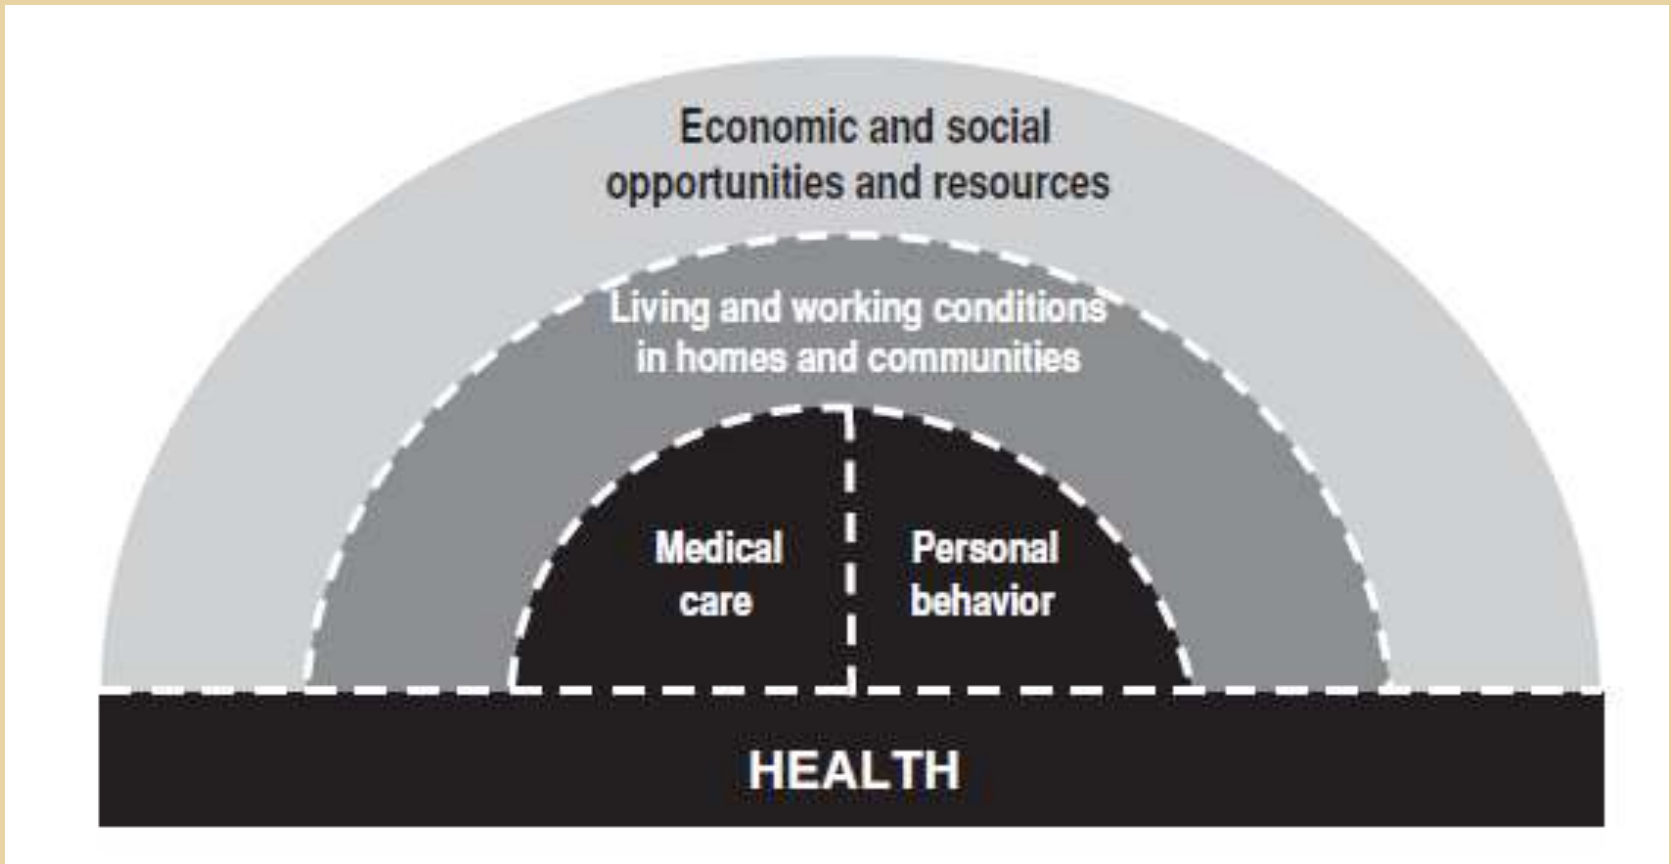 Economic and social
opportunities and resources
Living and working conditions
in homes and communities
Medical
care
Personal
behavior
HEALTH